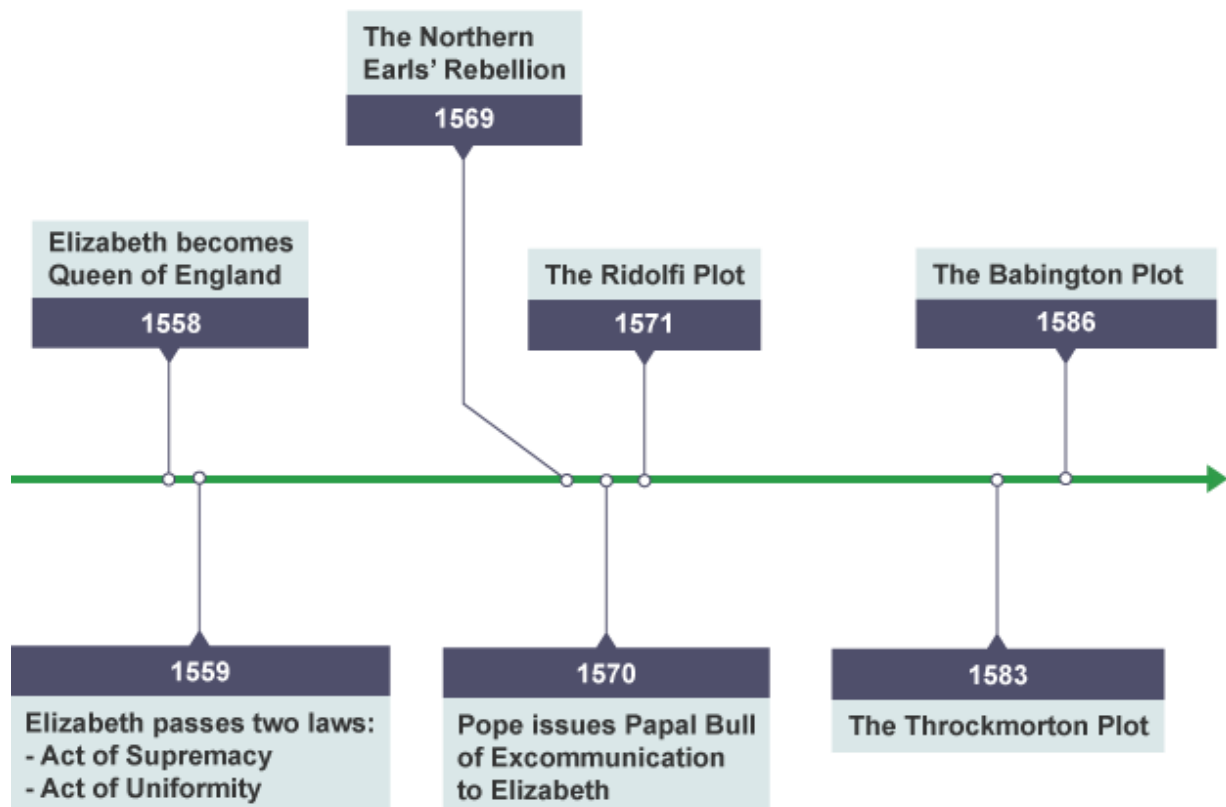 The Northern
Earls’ Rebellion
1569
Elizabeth becomes
Queen of England
1558
The Ridolfi Plot
1571
The Babington Plot
1586
1559
Elizabeth passes two laws:
- Act of Supremacy
- Act of Uniformity
1570
Pope issues Papal Bull
of Excommunication
to Elizabeth
1583
The Throckmorton Plot